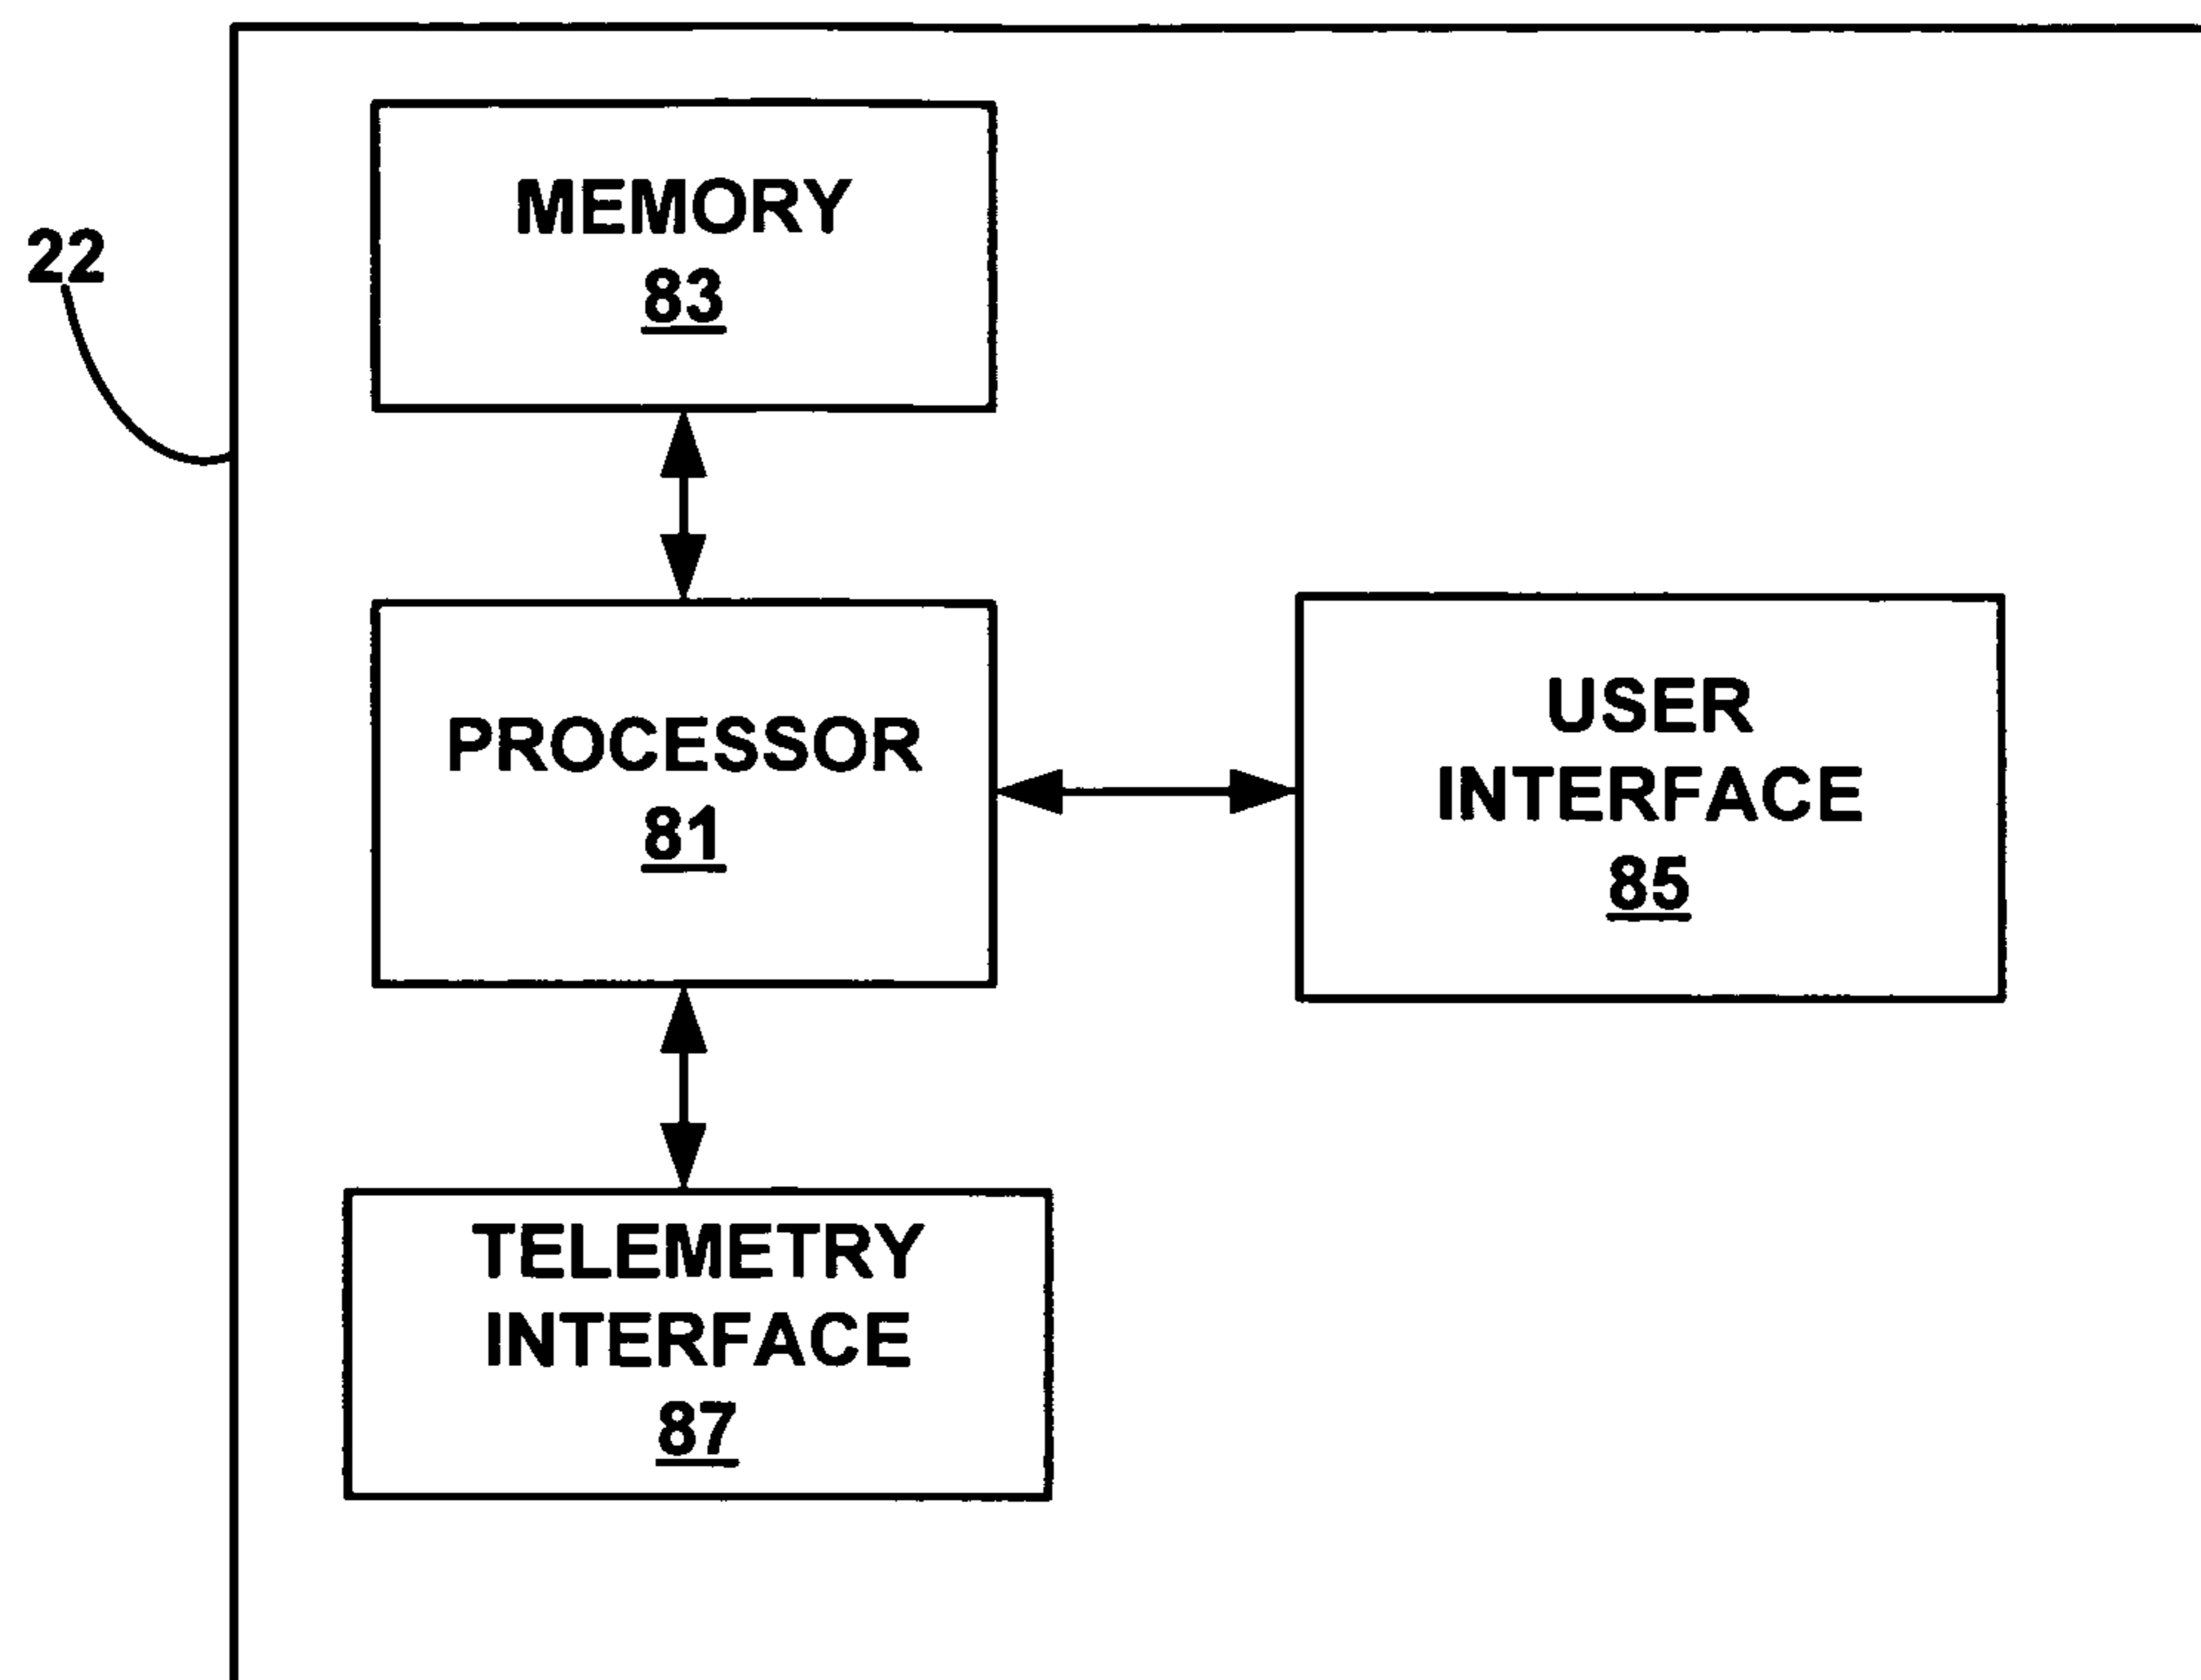 MEMORY
83
22
PROCESSOR
81
USER
INTERFACE
85
TELEMETRY
INTERFACE
87